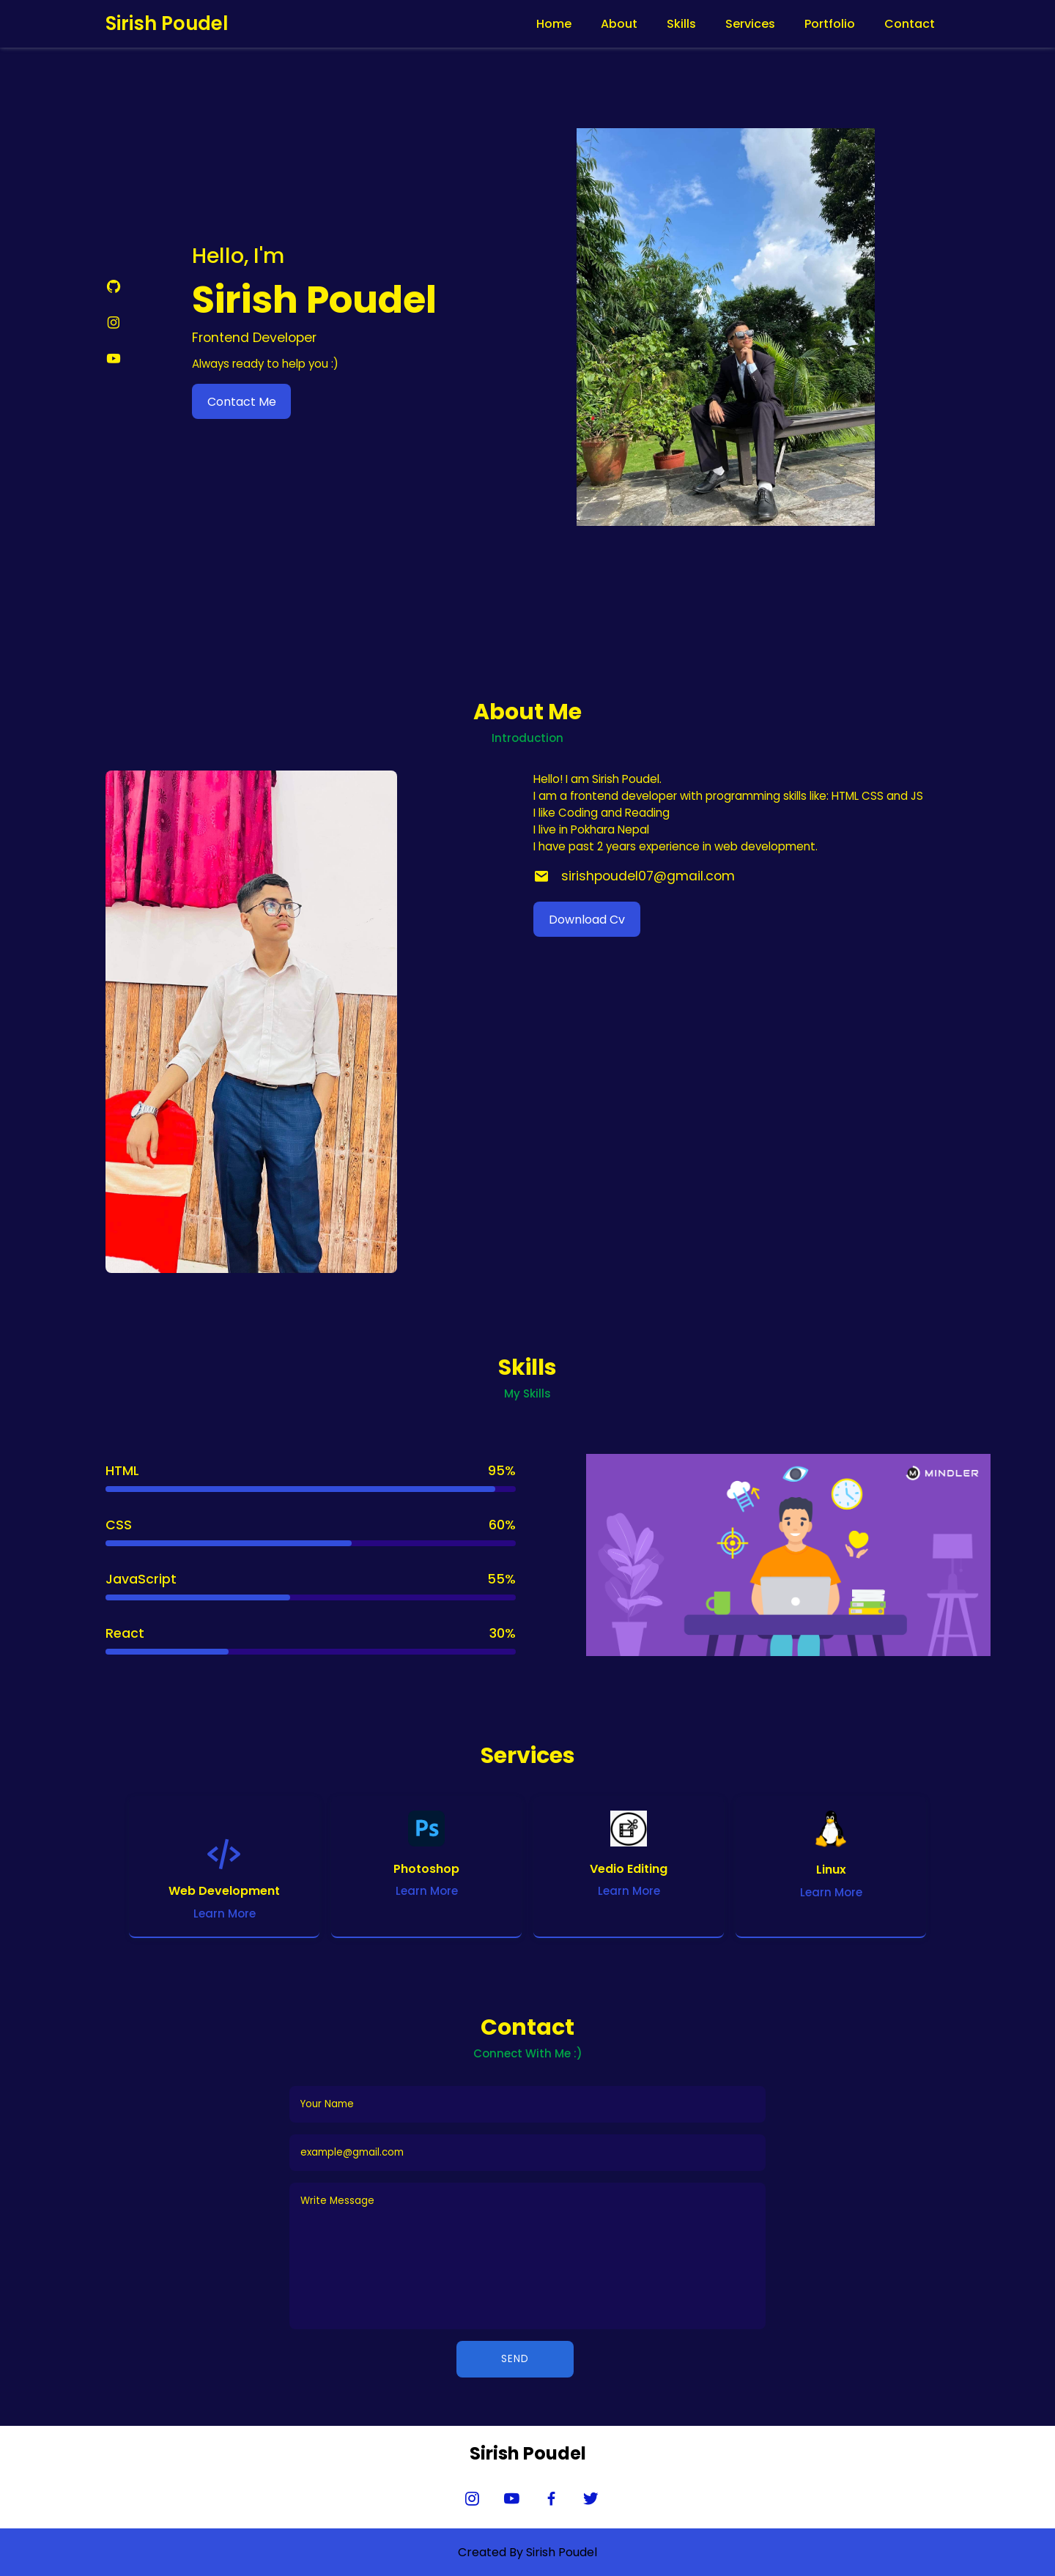 Sirish Poudel
Home About Skills Services Portfolio Contact
Hello, I'm
Sirish Poudel
Frontend Developer
Always ready to help you :)
Contact Me
About Me
Introduction
Hello! I am Sirish Poudel.
I am a frontend developer with programming skills like: HTML CSS and JS
I like Coding and Reading
I live in Pokhara Nepal
I have past 2 years experience in web development.
sirishpoudel07@gmail.com
Download Cv
Skills
My Skills
HTML 95%
CSS 60%
JavaScript 55%
React 30%
M MINDLER
Services
</>
Web Development
Learn More
Ps
Photoshop
Learn More
Vedio Editing
Learn More
Linux
Learn More
Contact
Connect With Me :)
Your Name
example@gmail.com
Write Message
SEND
Sirish Poudel
Created By Sirish Poudel